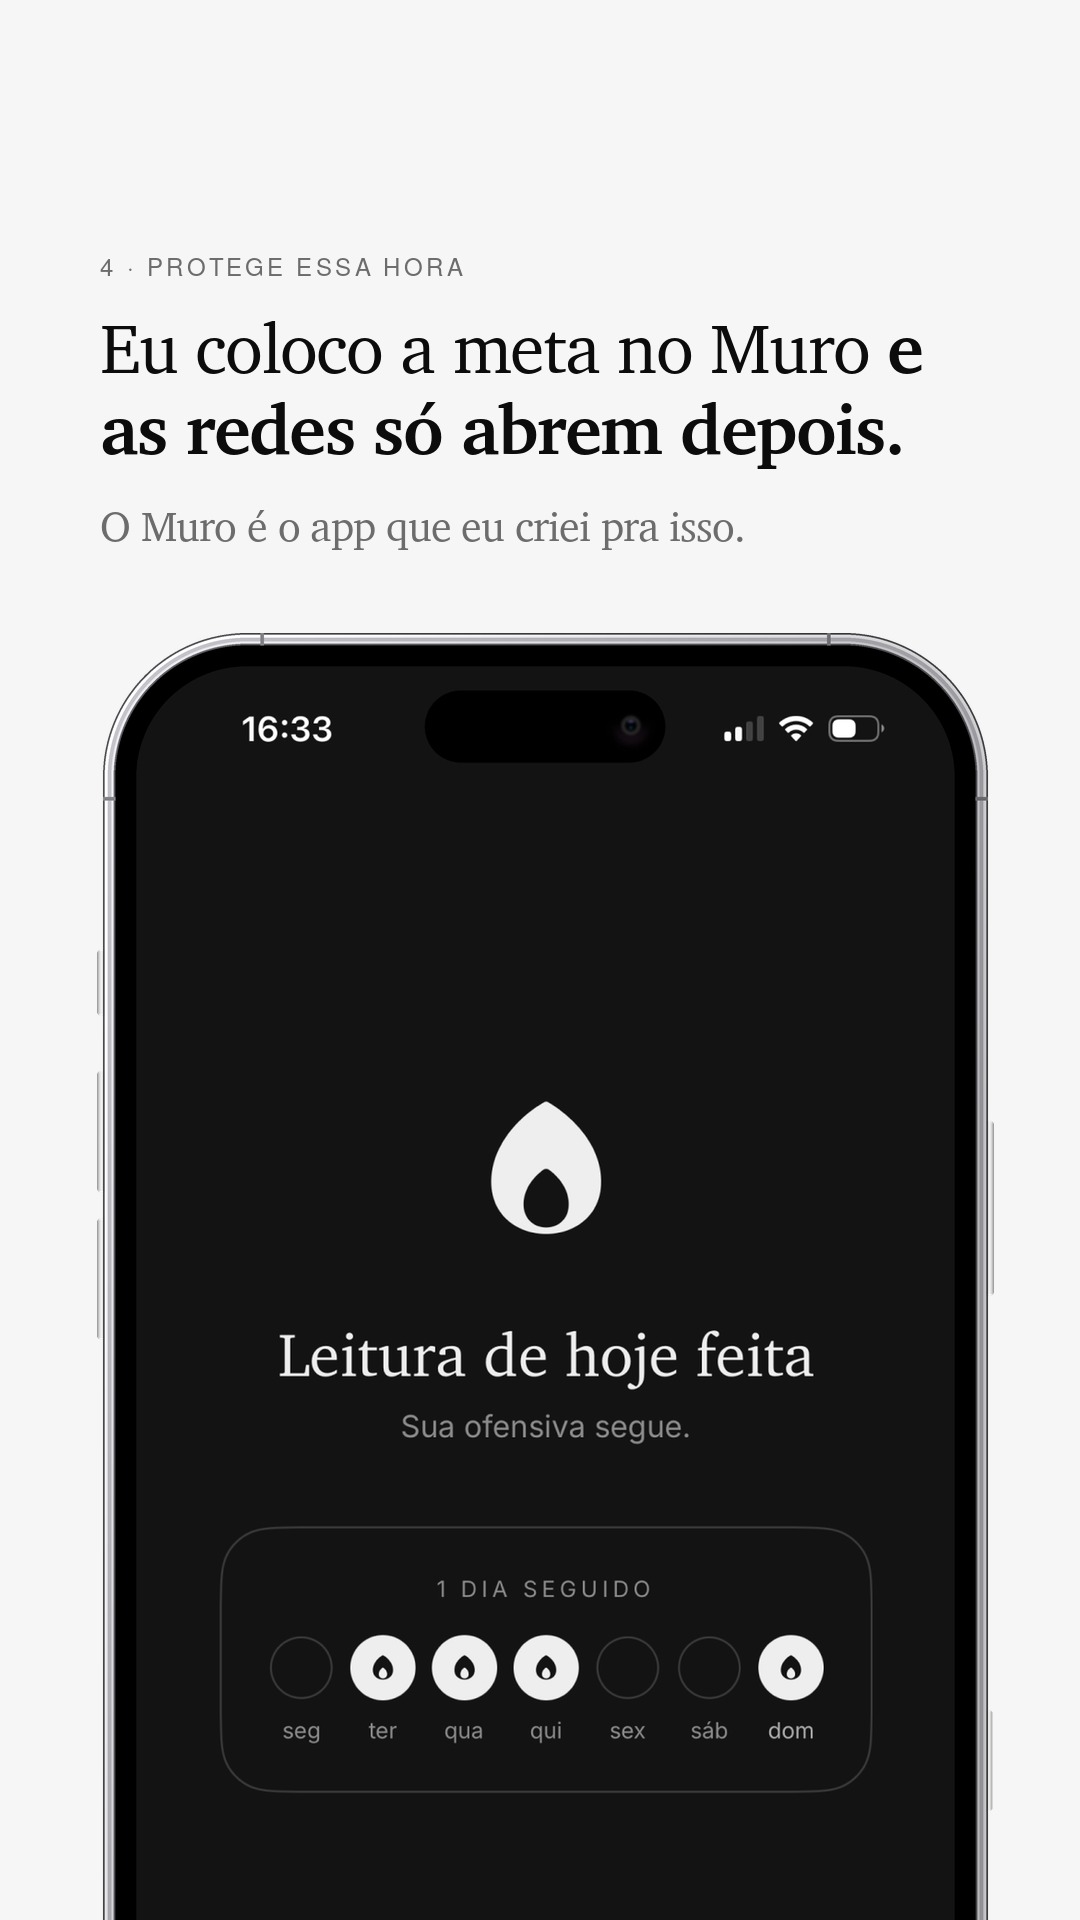 4 · PROTEGE ESSA HORA
Eu coloco a meta no Muro e
as redes só abrem depois.
O Muro é o app que eu criei pra isso.
16:33
Leitura de hoje feita
Sua ofensiva segue.
1 DIA SEGUIDO
seg ter qua qui sex sáb dom